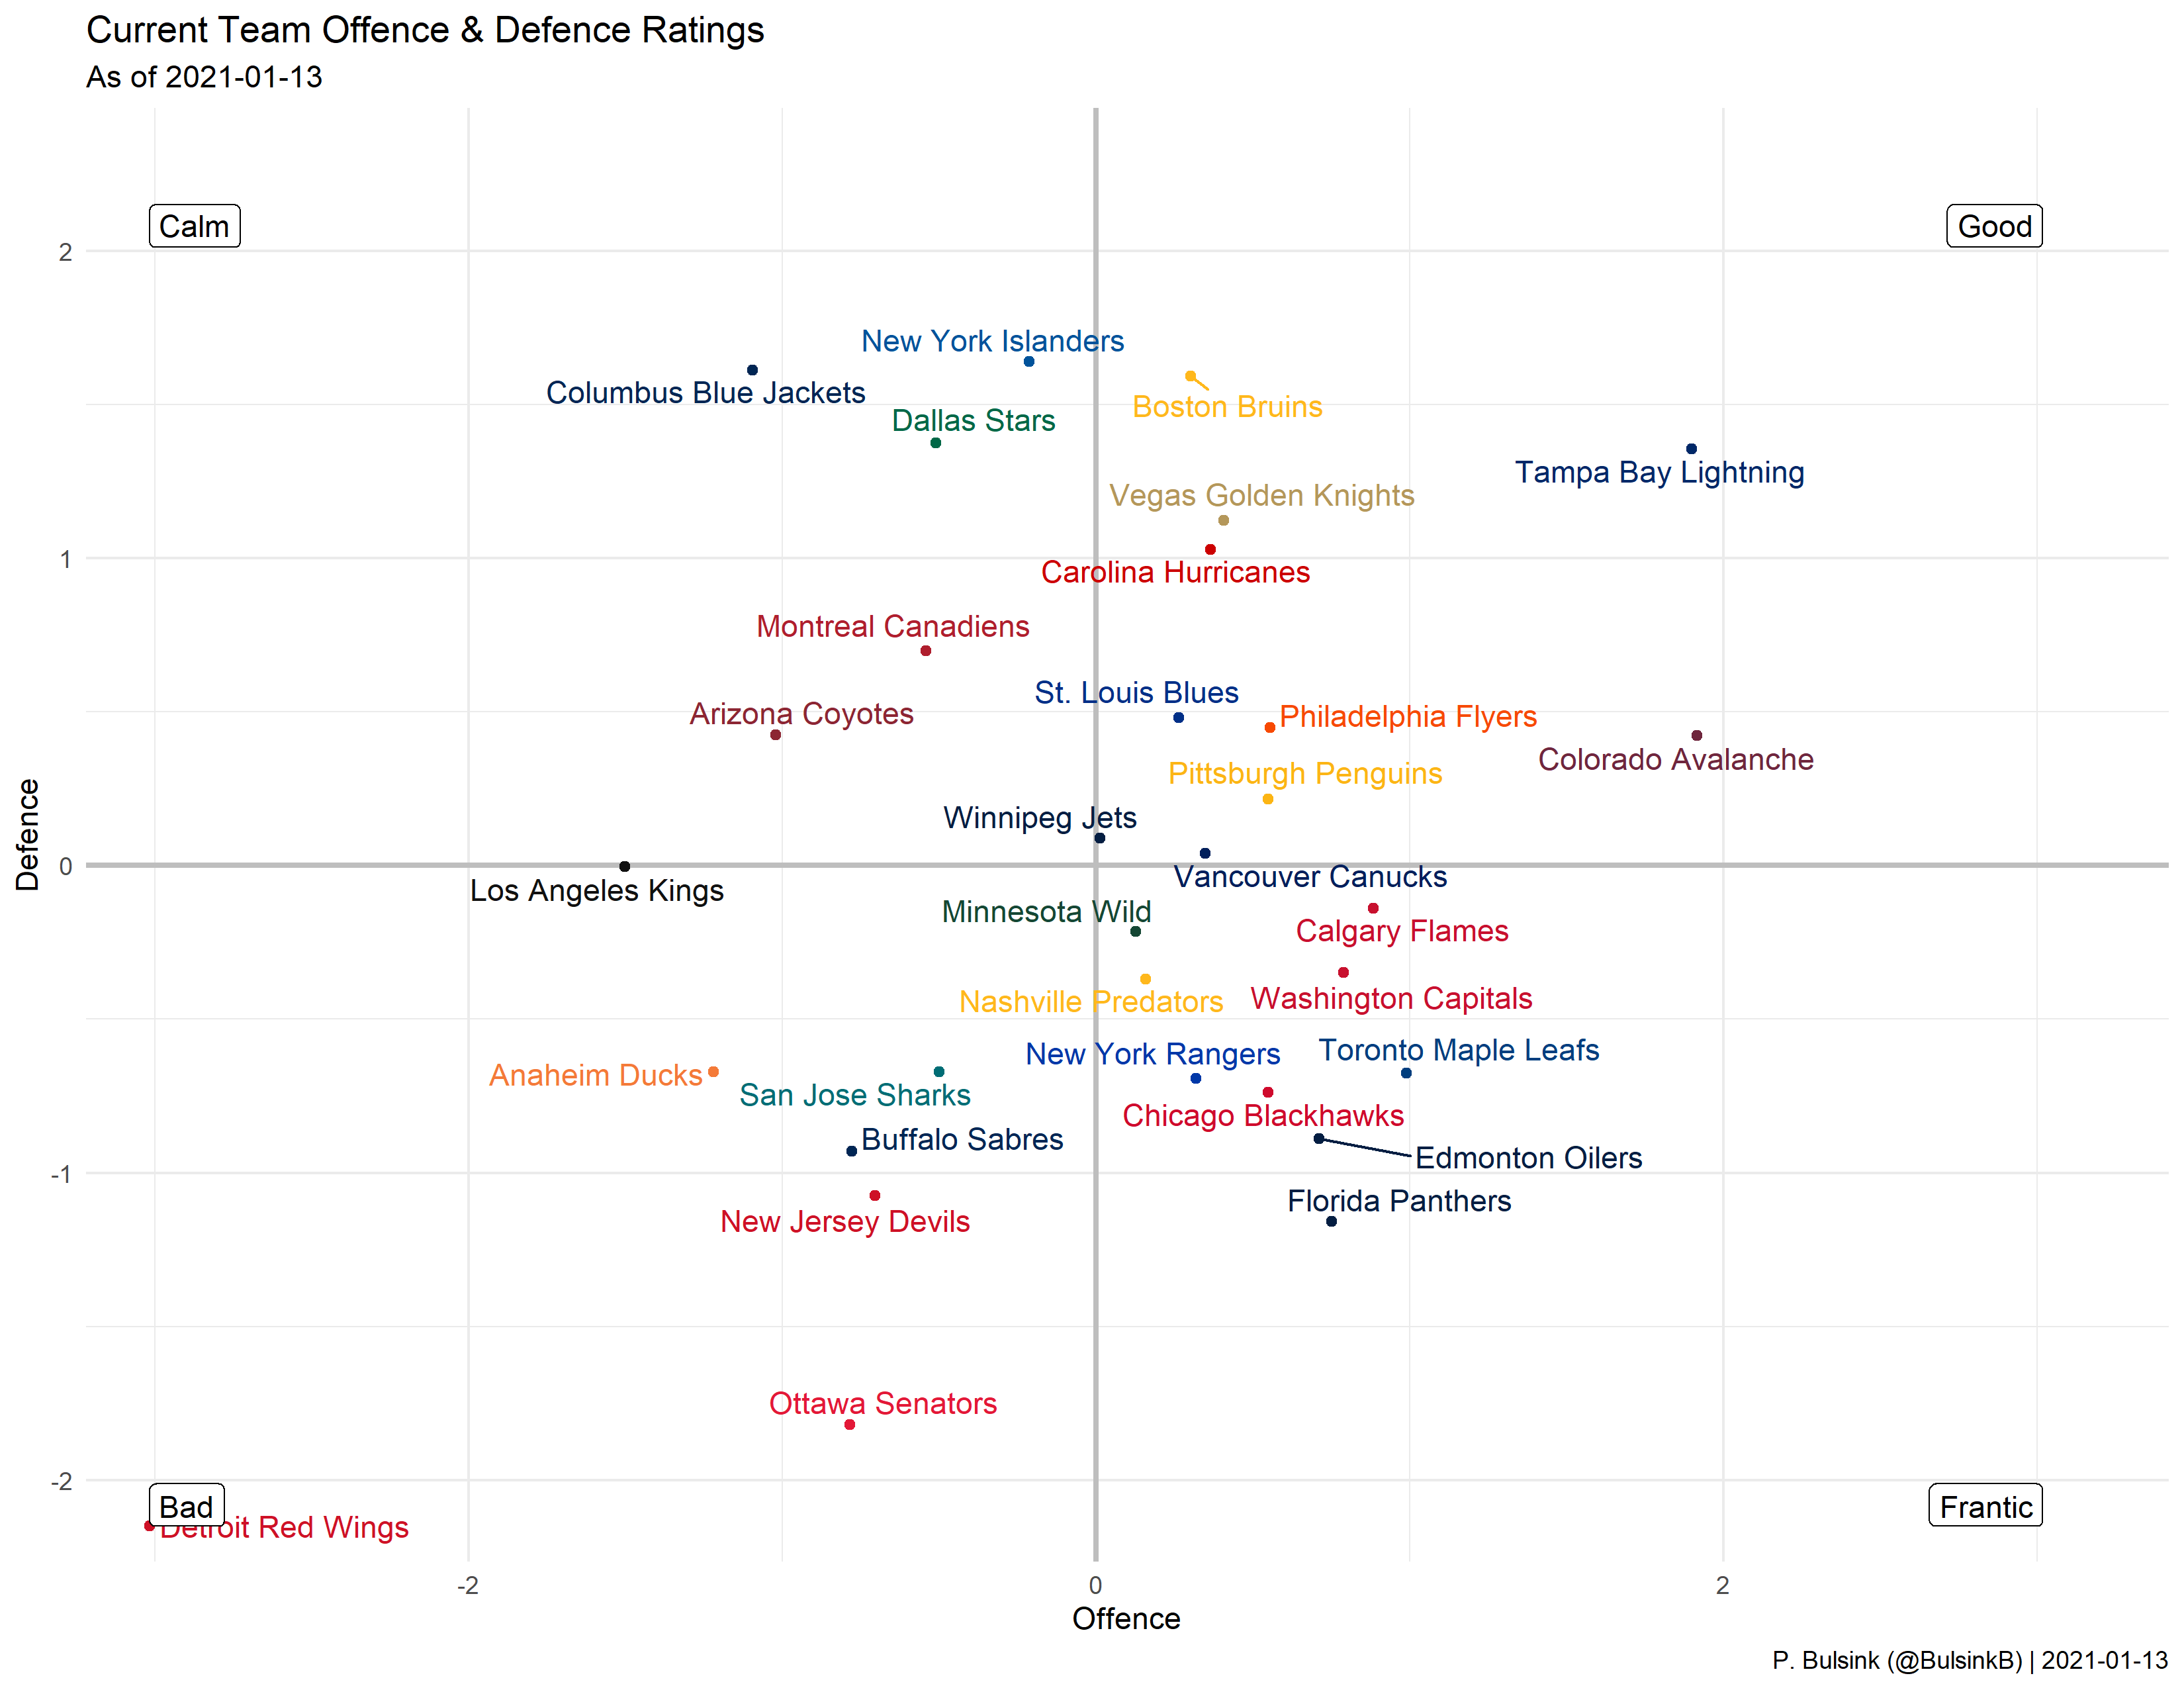 Current Team Offence & Defence Ratings
As of 2021-01-13
Calm
Good
2
New York Islanders
Columbus Blue Jackets
Boston Bruins
Dallas Stars
Tampa Bay Lightning
Vegas Golden Knights
1
Carolina Hurricanes
Montreal Canadiens
St. Louis Blues
Arizona Coyotes
Philadelphia Flyers
Colorado Avalanche
Pittsburgh Penguins
Winnipeg Jets
Defence
0
Los Angeles Kings
Vancouver Canucks
Minnesota Wild
Calgary Flames
Nashville Predators
Washington Capitals
New York Rangers
Toronto Maple Leafs
Anaheim Ducks
San Jose Sharks
Chicago Blackhawks
Buffalo Sabres
Edmonton Oilers
-1
Florida Panthers
New Jersey Devils
Ottawa Senators
-2
Bad
Frantic
Detroit Red Wings
-2
0
2
Offence
P. Bulsink (@BulsinkB) | 2021-01-13